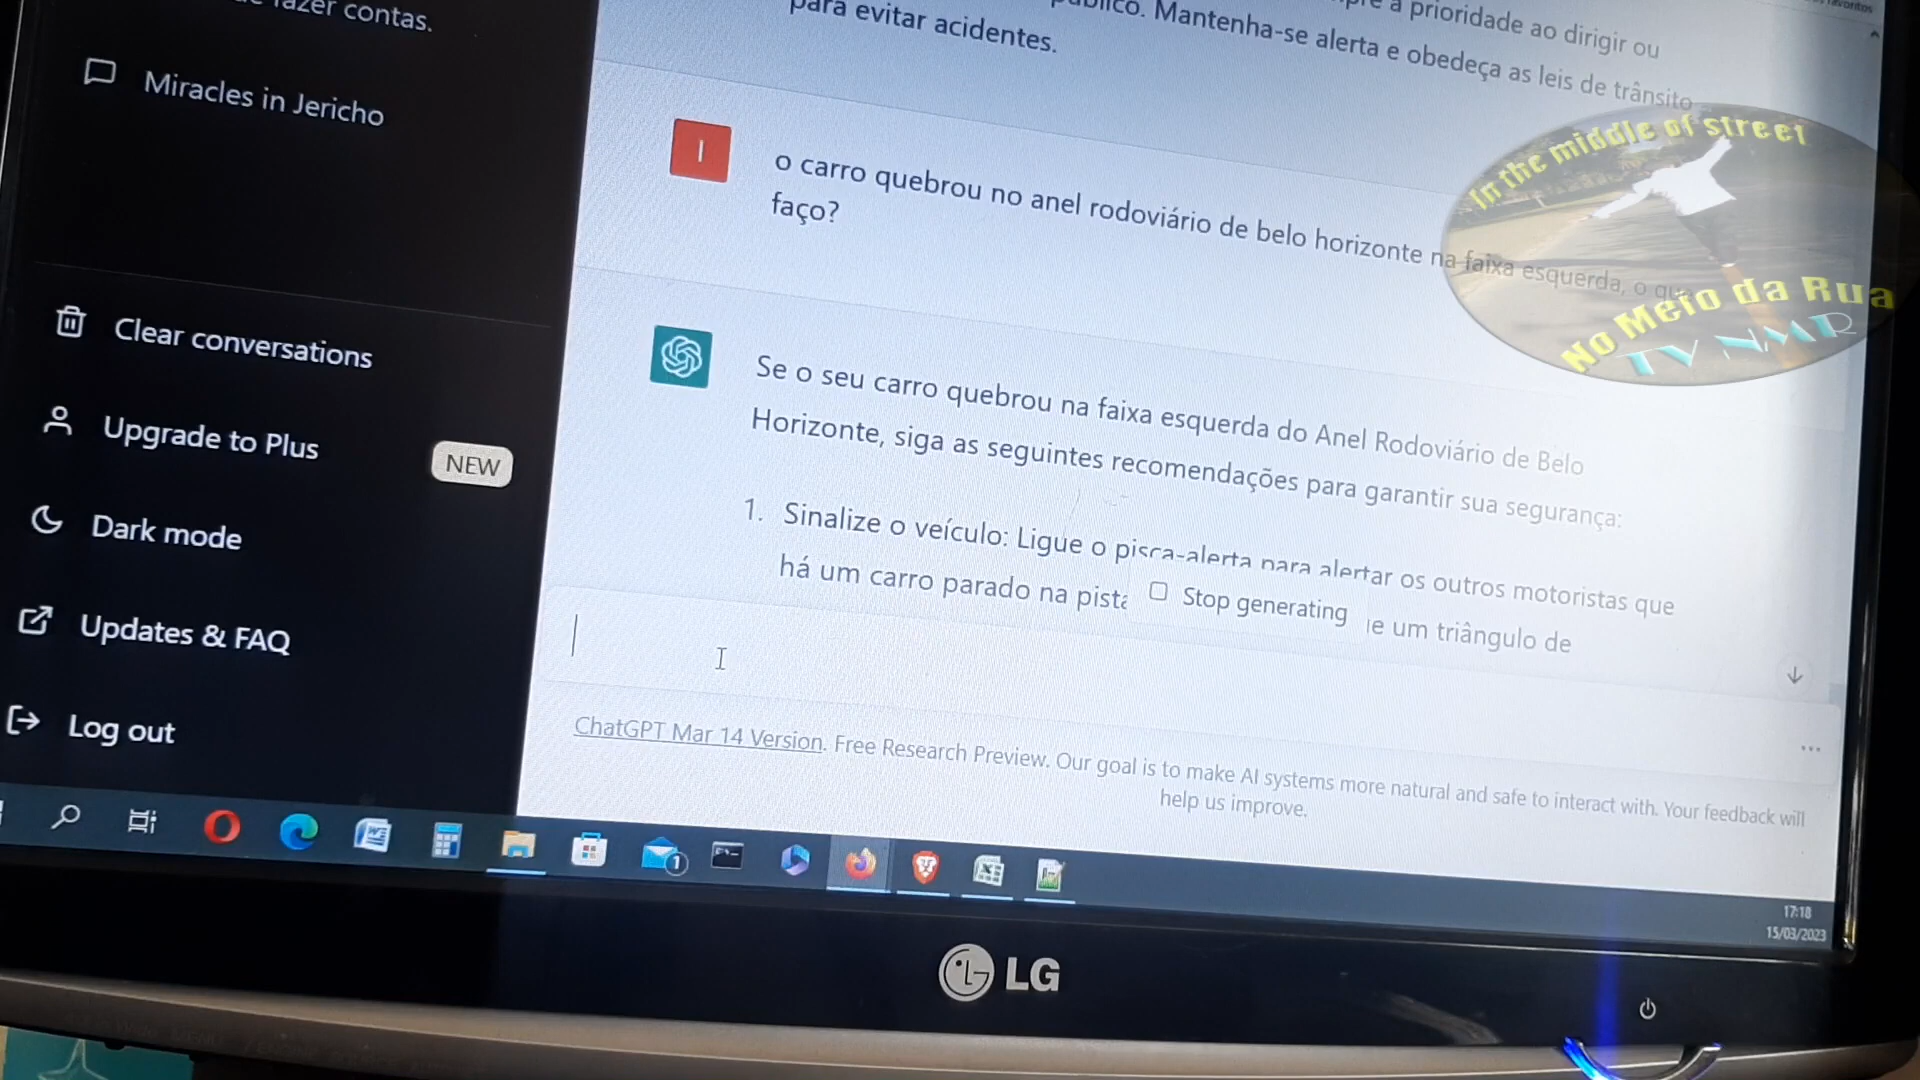 fazer contas.
Miracles in Jericho
Clear conversations
Upgrade to Plus
NEW
Dark mode
Updates & FAQ
Log out
a prioridade ao dirigir ou
público. Mantenha-se alerta e obedeça as leis de trânsito
para evitar acidentes.
I
o carro quebrou no anel rodoviário de belo horizonte na faixa esquerda, o que
faço?
Se o seu carro quebrou na faixa esquerda do Anel Rodoviário de Belo
Horizonte, siga as seguintes recomendações para garantir sua segurança:
1. Sinalize o veículo: Ligue o pisca-alerta para alertar os outros motoristas que
há um carro parado na pista
um triângulo de
Stop generating
ChatGPT Mar 14 Version. Free Research Preview. Our goal is to make AI systems more natural and safe to interact with. Your feedback will
help us improve.
In the middle of street
No Meio da Rua
TV NMR
1
17:18
15/03/2023
LG